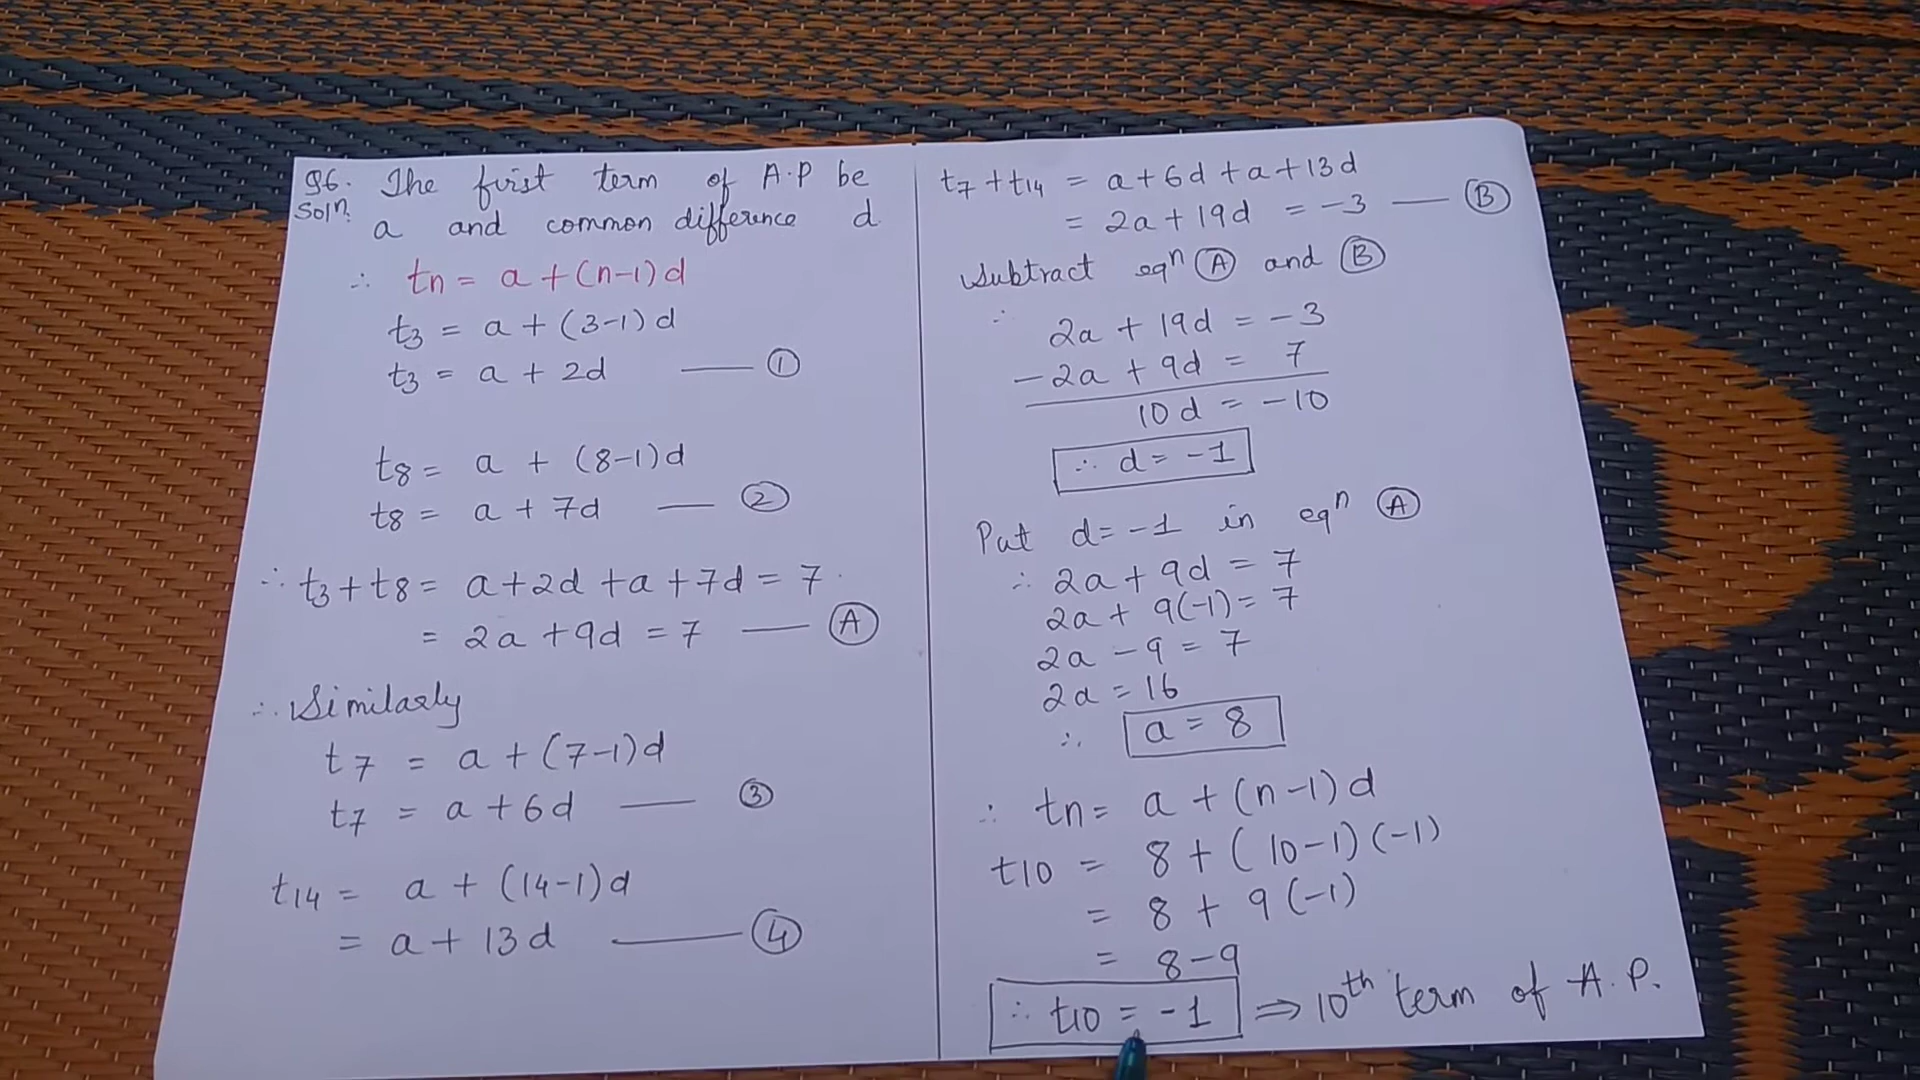 Q6. The first term of A.P be
Soln. a and common difference d.
∴ tn = a + (n-1)d
t3 = a + (3-1)d
t3 = a + 2d —— ①
t8 = a + (8-1)d
t8 = a + 7d —— ②
∴ t3 + t8 = a+2d +a +7d = 7.
= 2a +9d = 7 —— Ⓐ
∴ Similarly
t7 = a + (7-1)d
t7 = a + 6d —— ③
t14 = a + (14-1)d
= a + 13d —— ④
t7 + t14 = a+6d +a+13d
= 2a + 19d = -3 —— Ⓑ
Subtract eqn Ⓐ and Ⓑ
∴ 2a + 19d = -3
- 2a + 9d = 7
10d = -10
∴ d = -1
Put d = -1 in eqn Ⓐ
∴ 2a + 9d = 7
2a + 9(-1) = 7
2a - 9 = 7
2a = 16
∴ a = 8
∴ tn = a + (n-1)d
t10 = 8 + (10-1)(-1)
= 8 + 9(-1)
= 8-9
∴ t10 = -1 ⇒ 10th term of A.P.